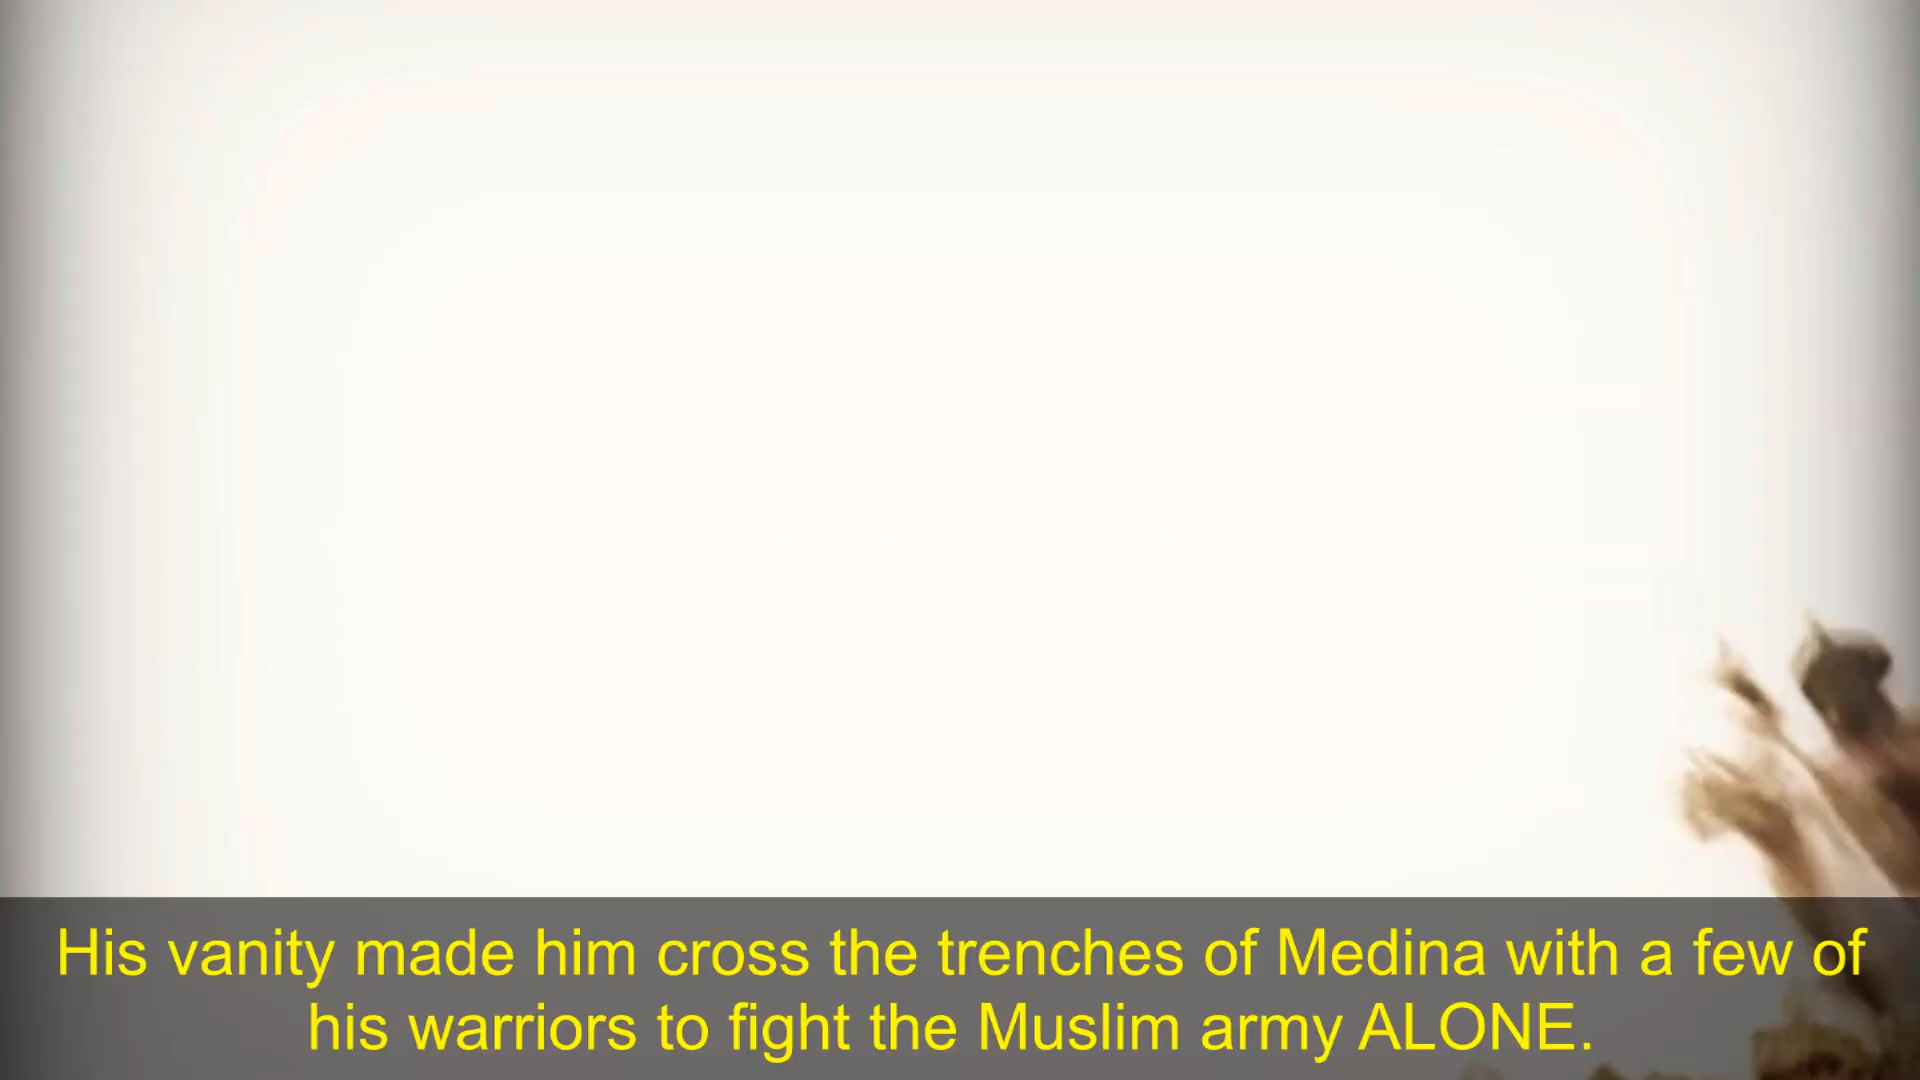 His vanity made him cross the trenches of Medina with a few of
his warriors to fight the Muslim army ALONE.